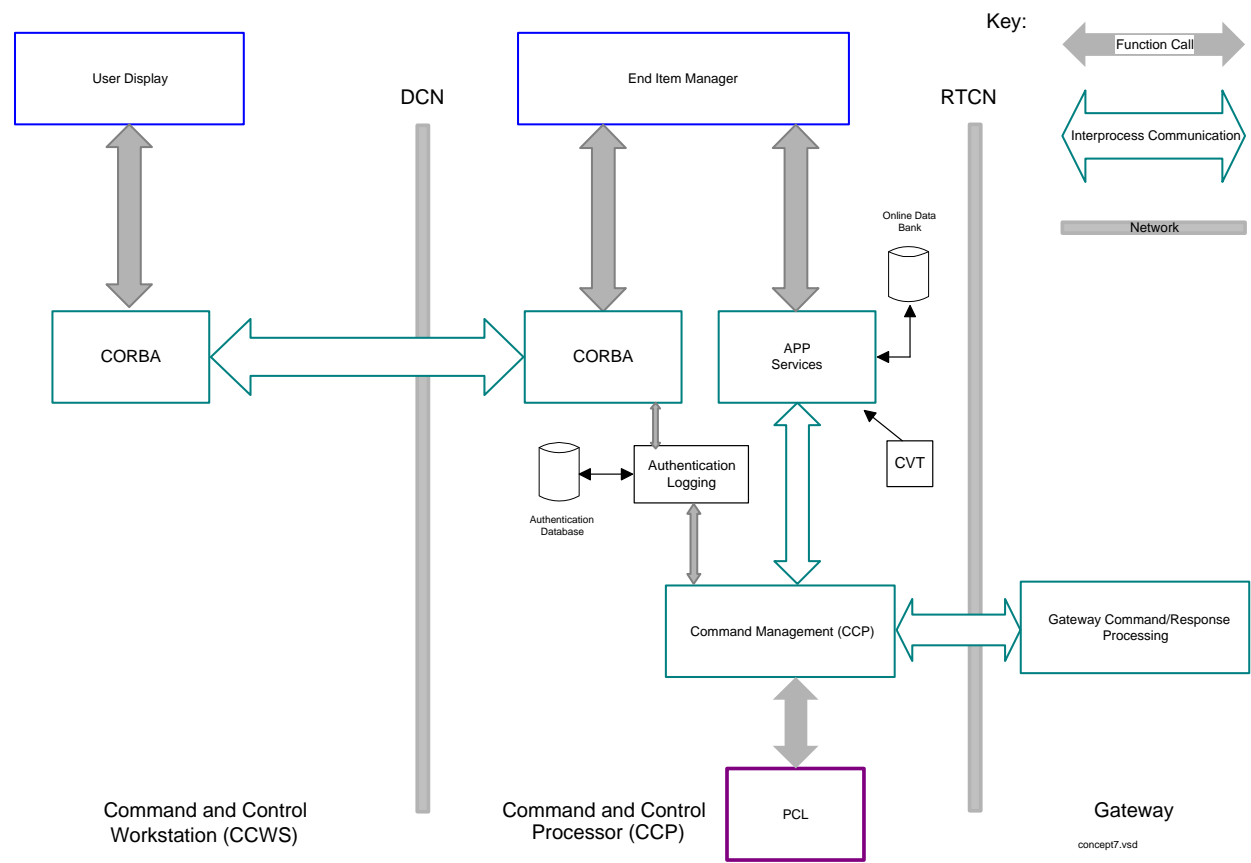 Key:
Function Call
Interprocess Communication
Network
User Display
DCN
End Item Manager
RTCN
Online Data
Bank
CORBA
CORBA
APP
Services
CVT
Authentication
Logging
Authentication
Database
Command Management (CCP)
Gateway Command/Response
Processing
PCL
Command and Control
Workstation (CCWS)
Command and Control
Processor (CCP)
Gateway
concept7.vsd